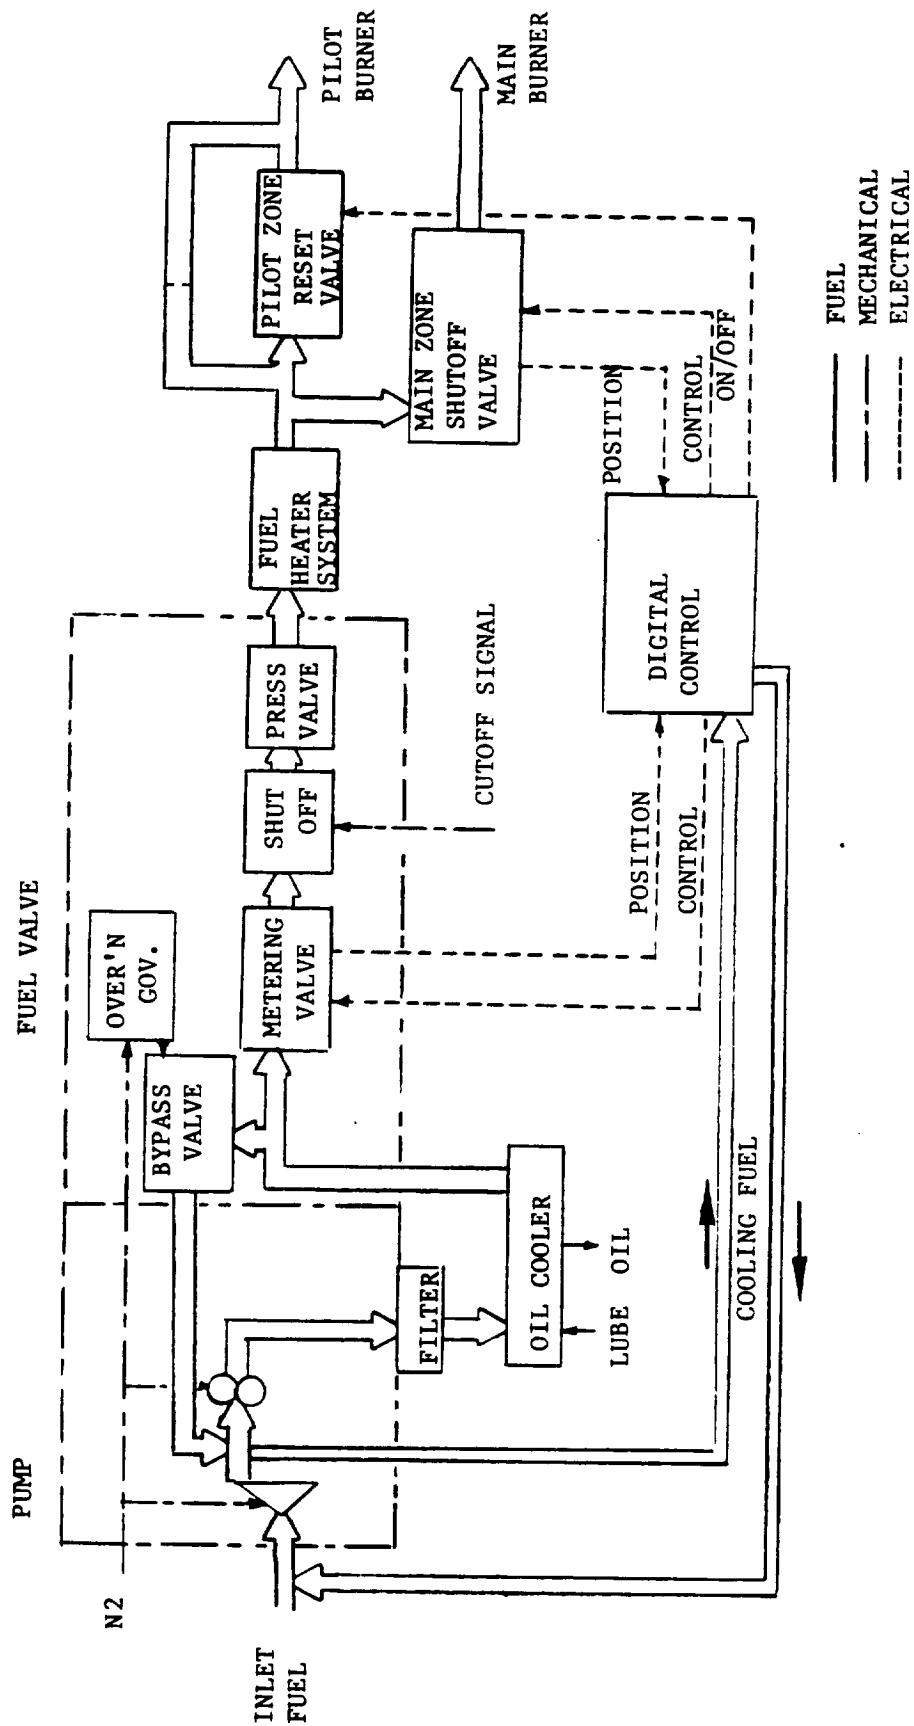 PUMP
FUEL VALVE
N2
INLET
FUEL
OVER'N
GOV.
BYPASS
VALVE
METERING
VALVE
SHUT
OFF
PRESS
VALVE
FUEL
HEATER
SYSTEM
PILOT ZONE
RESET
VALVE
PILOT
BURNER
MAIN ZONE
SHUTOFF
VALVE
MAIN
BURNER
FILTER
OIL COOLER
LUBE OIL
CUTOFF SIGNAL
POSITION
CONTROL
POSITION
CONTROL
ON/OFF
DIGITAL
CONTROL
COOLING FUEL
FUEL
MECHANICAL
ELECTRICAL